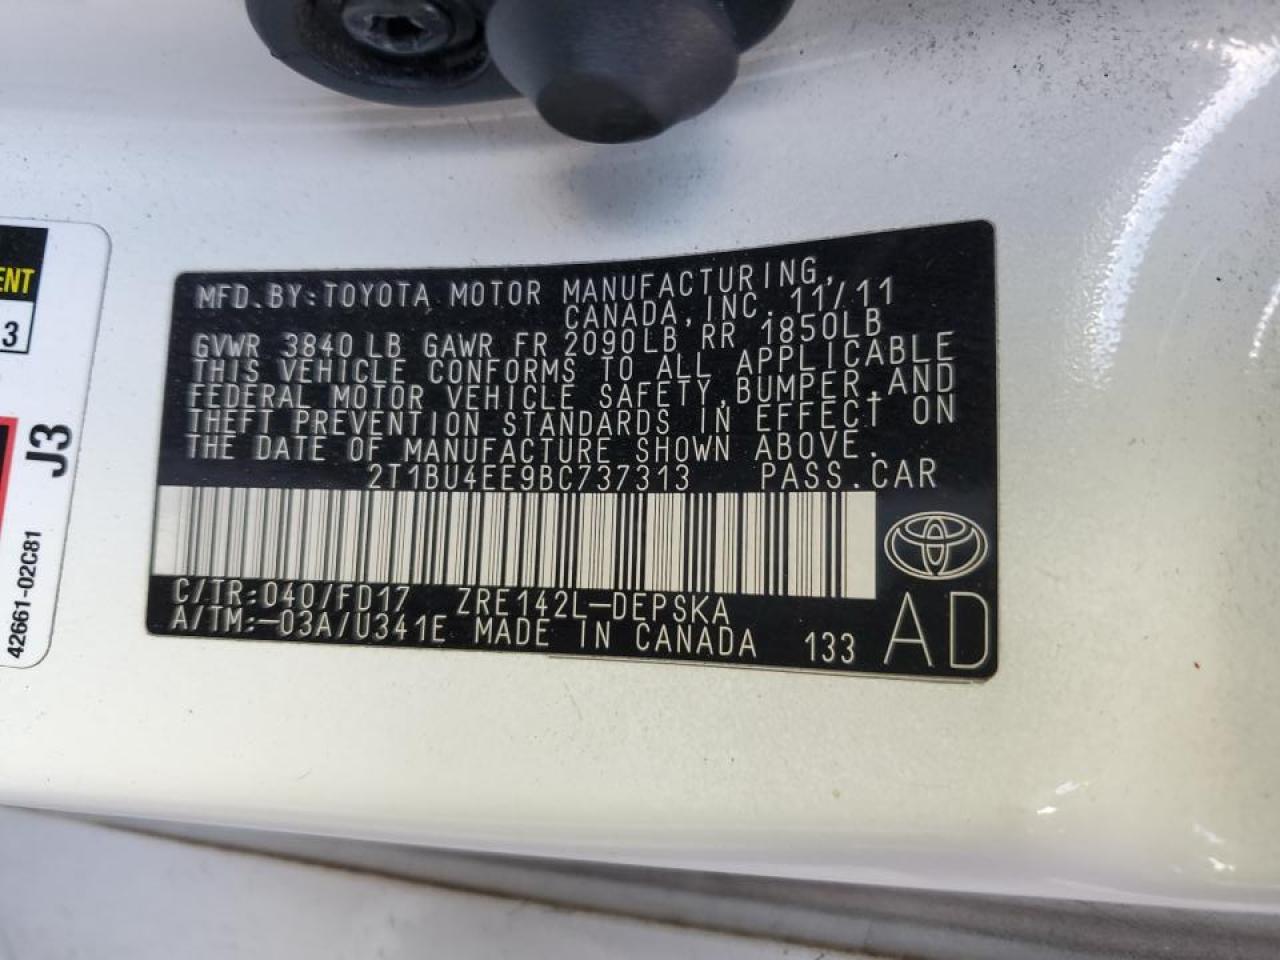 MFD.BY:TOYOTA MOTOR MANUFACTURING,
CANADA,INC. 11/11
GVWR 3840 LB GAWR FR 2090LB RR 1850LB
THIS VEHICLE CONFORMS TO ALL APPLICABLE
FEDERAL MOTOR VEHICLE SAFETY,BUMPER,AND
THEFT PREVENTION STANDARDS IN EFFECT ON
THE DATE OF MANUFACTURE SHOWN ABOVE.
2T1BU4EE9BC737313 PASS.CAR
C/TR:040/FD17 ZRE142L-DEPSKA
A/TM:-03A/U341E MADE IN CANADA 133 AD
ENT
3
J3
42661-02C81